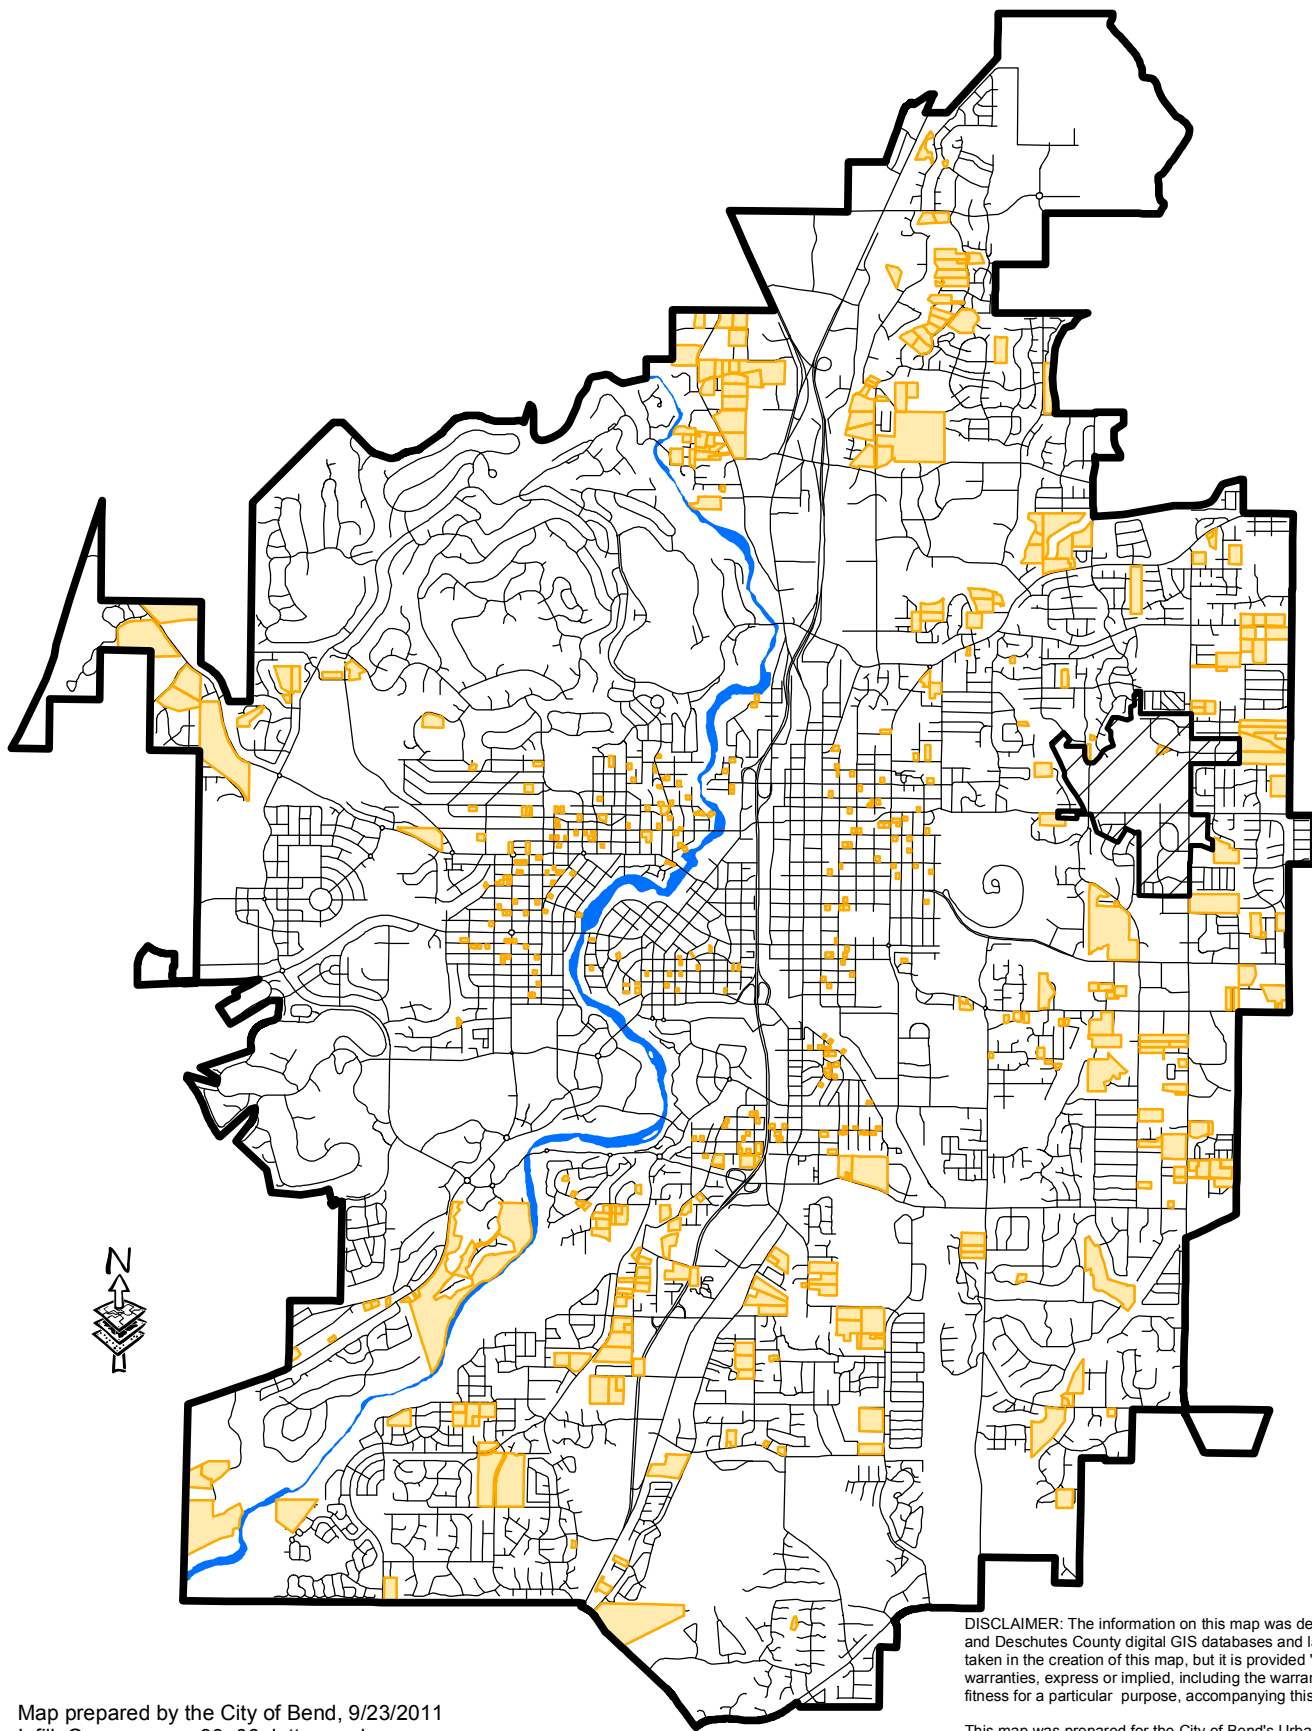 N
DISCLAIMER: The information on this map was
and Deschutes County digital GIS databases and
taken in the creation of this map, but it is provided
warranties, express or implied, including the
fitness for a particular purpose, accompanying this
Map prepared by the City of Bend, 9/23/2011
This map was prepared for the City of Bend's